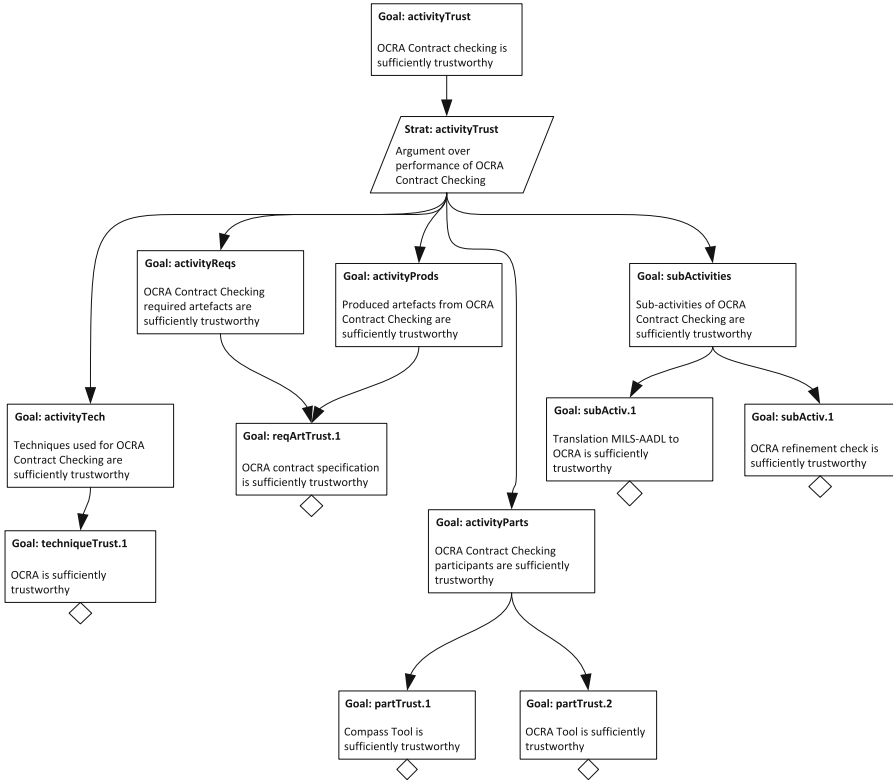 Goal: activityTrust
OCRA Contract checking is
sufficiently trustworthy
Strat: activityTrust
Argument over
performance of OCRA
Contract Checking
Goal: activityReqs
OCRA Contract Checking
required artefacts are
sufficiently trustworthy
Goal: activityProds
Produced artefacts from OCRA
Contract Checking are
sufficiently trustworthy
Goal: subActivities
Sub-activities of OCRA
Contract Checking are
sufficiently trustworthy
Goal: activityTech
Techniques used for OCRA
Contract Checking are
sufficiently trustworthy
Goal: reqArtTrust.1
OCRA contract specification
is sufficiently trustworthy
Goal: subActiv.1
Translation MILS-AADL to
OCRA is sufficiently
trustworthy
Goal: subActiv.1
OCRA refinement check is
sufficiently trustworthy
Goal: techniqueTrust.1
OCRA is sufficiently
trustworthy
Goal: activityParts
OCRA Contract Checking
participants are sufficiently
trustworthy
Goal: partTrust.1
Compass Tool is
sufficiently trustworthy
Goal: partTrust.2
OCRA Tool is sufficiently
trustworthy